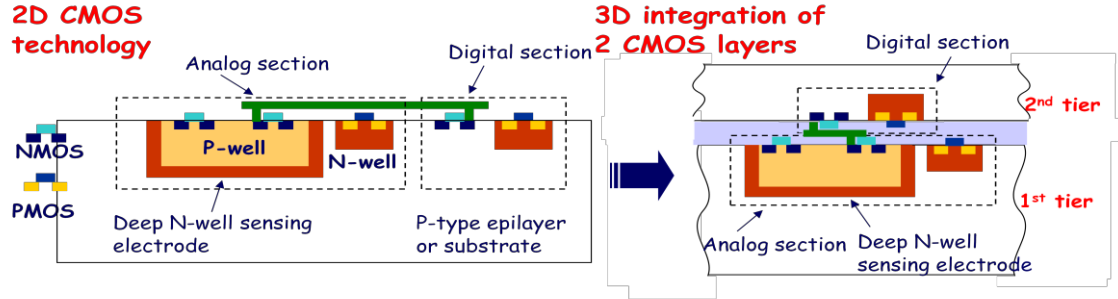 2D CMOS
technology
Analog section
Digital section
NMOS
PMOS
P-well
N-well
Deep N-well sensing
electrode
P-type epilayer
or substrate
3D integration of
2 CMOS layers
Digital section
2nd tier
1st tier
Analog section
Deep N-well
sensing electrode